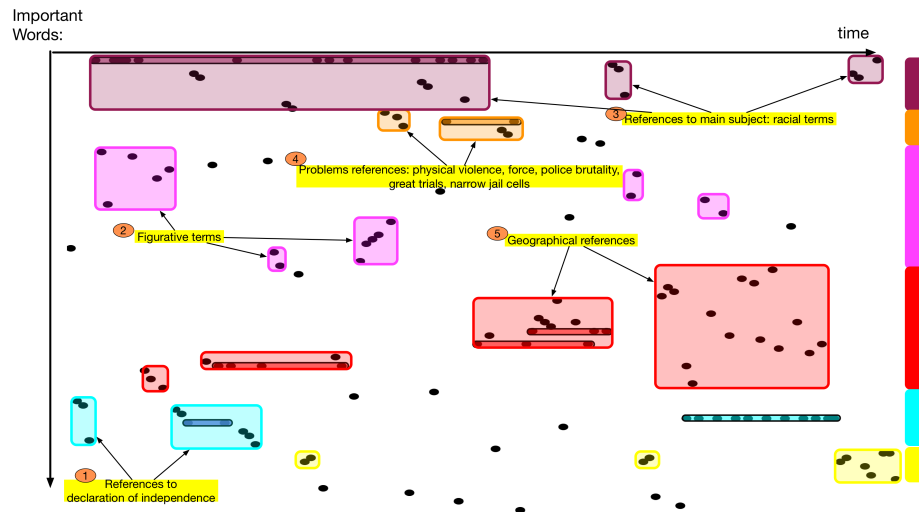 Important
Words:
time
3
References to main subject: racial terms
4
Problems references: physical violence, force, police brutality,
great trials, narrow jail cells
2
Figurative terms
5
Geographical references
1
References to
declaration of independence